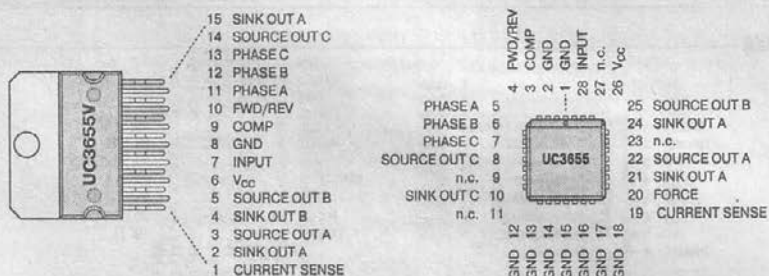 15 SINK OUT A
14 SOURCE OUT C
13 PHASE C
12 PHASE B
11 PHASE A
10 FWD/REV
9 COMP
8 GND
7 INPUT
6 VCC
5 SOURCE OUT B
4 SINK OUT B
3 SOURCE OUT A
2 SINK OUT A
1 CURRENT SENSE
UC3655V
4 FWD/REV
3 COMP
2 GND
1 GND
28 INPUT
27 n.c.
26 VCC
PHASE A 5
PHASE B 6
PHASE C 7
SOURCE OUT C 8
n.c. 9
SINK OUT C 10
n.c. 11
UC3655
25 SOURCE OUT B
24 SINK OUT A
23 n.c.
22 SOURCE OUT A
21 SINK OUT A
20 FORCE
19 CURRENT SENSE
GND 12
GND 13
GND 14
GND 15
GND 16
GND 17
GND 18